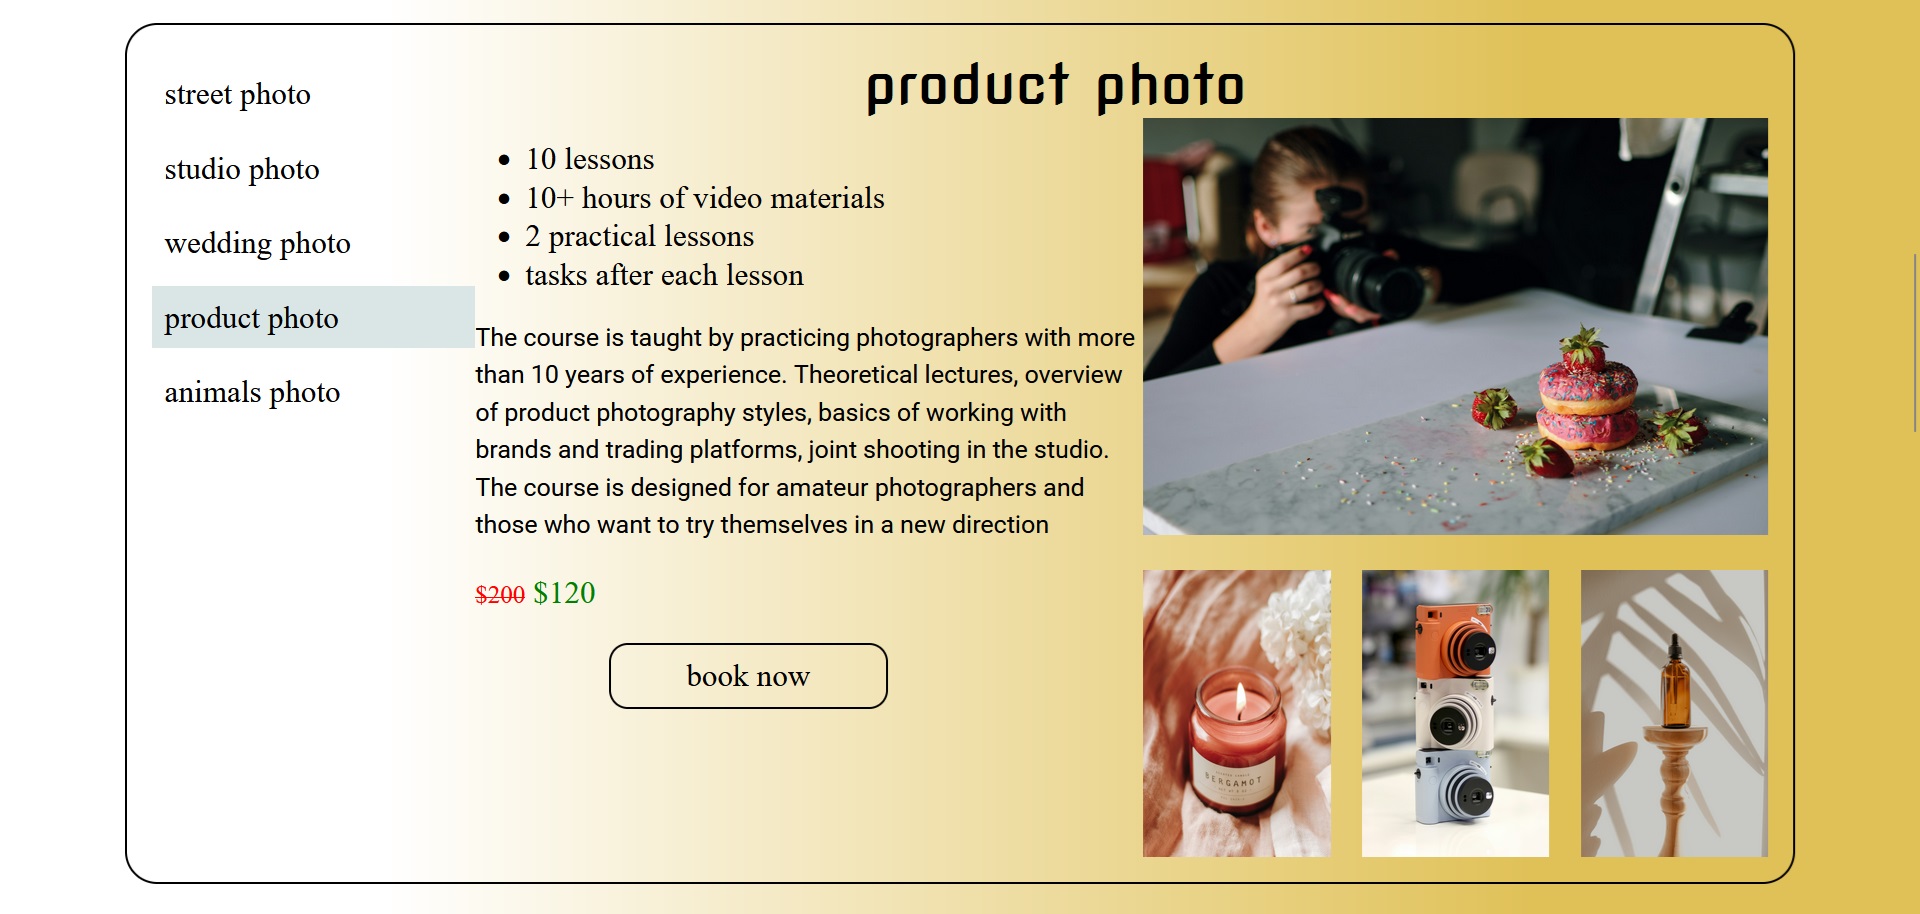 street photo
studio photo
wedding photo
product photo
animals photo
product photo
10 lessons
10+ hours of video materials
2 practical lessons
tasks after each lesson
The course is taught by practicing photographers with more
than 10 years of experience. Theoretical lectures, overview
of product photography styles, basics of working with
brands and trading platforms, joint shooting in the studio.
The course is designed for amateur photographers and
those who want to try themselves in a new direction
$200 $120
book now
BERGAMOT